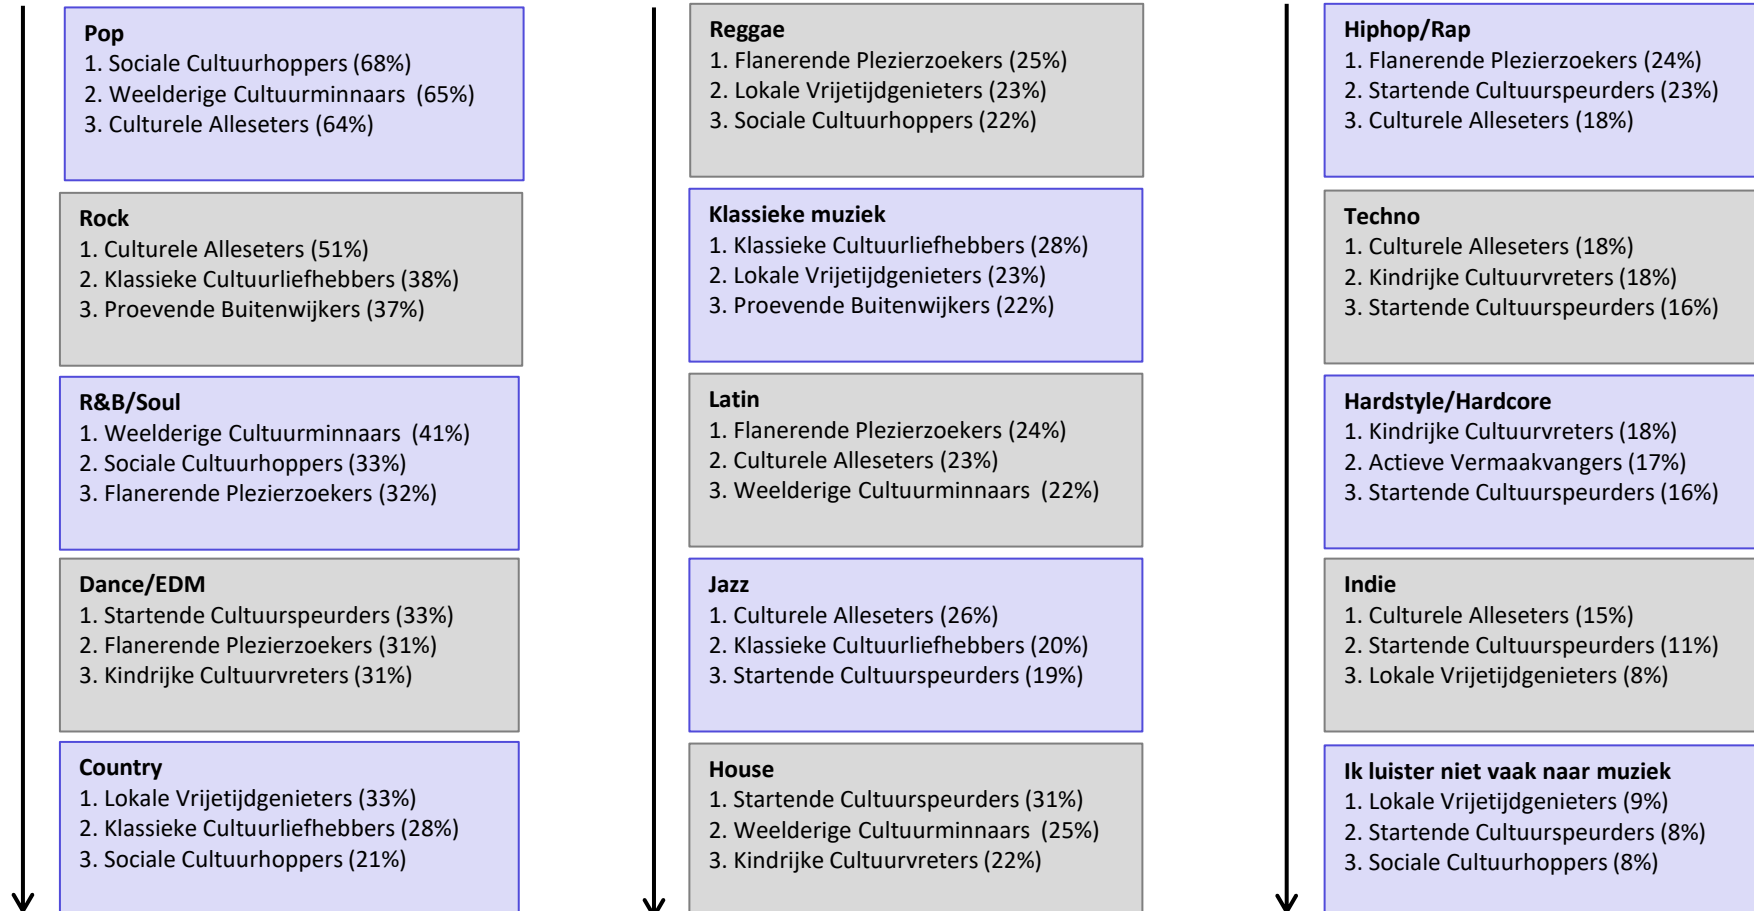 Pop
1. Sociale Cultuurhoppers (68%)
2. Weelderige Cultuurminnaars (65%)
3. Culturele Alleseters (64%)
Rock
1. Culturele Alleseters (51%)
2. Klassieke Cultuurliefhebbers (38%)
3. Proevende Buitenwijkers (37%)
R&B/Soul
1. Weelderige Cultuurminnaars (41%)
2. Sociale Cultuurhoppers (33%)
3. Flanerende Plezierzoekers (32%)
Dance/EDM
1. Startende Cultuurspeurders (33%)
2. Flanerende Plezierzoekers (31%)
3. Kindrijke Cultuurvreters (31%)
Country
1. Lokale Vrijetijdgenieters (33%)
2. Klassieke Cultuurliefhebbers (28%)
3. Sociale Cultuurhoppers (21%)
Reggae
1. Flanerende Plezierzoekers (25%)
2. Lokale Vrijetijdgenieters (23%)
3. Sociale Cultuurhoppers (22%)
Klassieke muziek
1. Klassieke Cultuurliefhebbers (28%)
2. Lokale Vrijetijdgenieters (23%)
3. Proevende Buitenwijkers (22%)
Latin
1. Flanerende Plezierzoekers (24%)
2. Culturele Alleseters (23%)
3. Weelderige Cultuurminnaars (22%)
Jazz
1. Culturele Alleseters (26%)
2. Klassieke Cultuurliefhebbers (20%)
3. Startende Cultuurspeurders (19%)
House
1. Startende Cultuurspeurders (31%)
2. Weelderige Cultuurminnaars (25%)
3. Kindrijke Cultuurvreters (22%)
Hiphop/Rap
1. Flanerende Plezierzoekers (24%)
2. Startende Cultuurspeurders (23%)
3. Culturele Alleseters (18%)
Techno
1. Culturele Alleseters (18%)
2. Kindrijke Cultuurvreters (18%)
3. Startende Cultuurspeurders (16%)
Hardstyle/Hardcore
1. Kindrijke Cultuurvreters (18%)
2. Actieve Vermaakvangers (17%)
3. Startende Cultuurspeurders (16%)
Indie
1. Culturele Alleseters (15%)
2. Startende Cultuurspeurders (11%)
3. Lokale Vrijetijdgenieters (8%)
Ik luister niet vaak naar muziek
1. Lokale Vrijetijdgenieters (9%)
2. Startende Cultuurspeurders (8%)
3. Sociale Cultuurhoppers (8%)